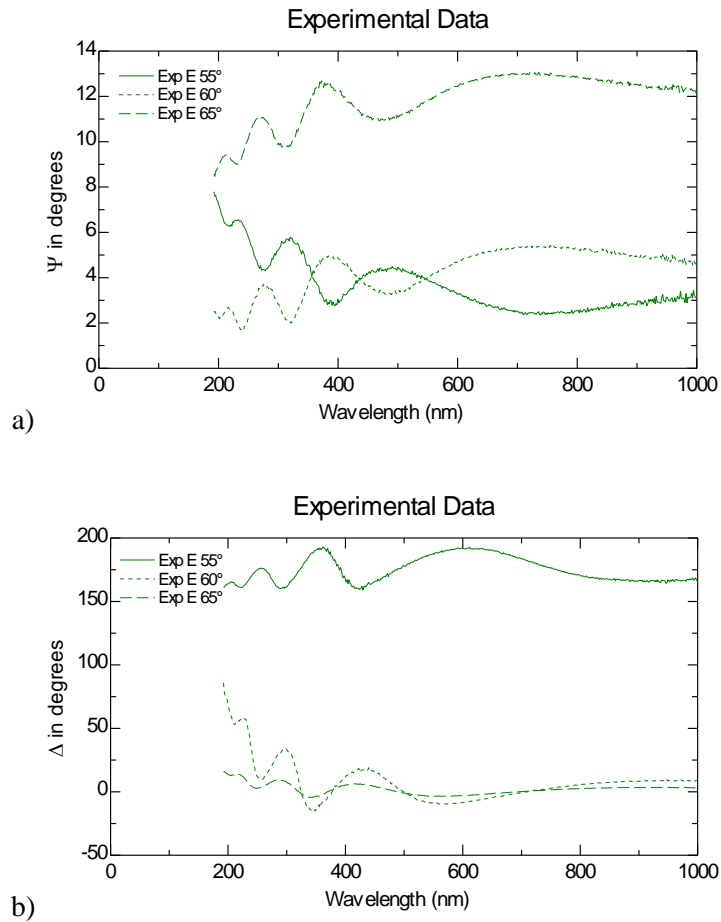 Experimental Data
14
12
10
8
6
4
2
0
Ψ in degrees
Exp E 55°
Exp E 60°
Exp E 65°
0 200 400 600 800 1000
Wavelength (nm)
a)
Experimental Data
200
150
100
50
0
-50
Δ in degrees
Exp E 55°
Exp E 60°
Exp E 65°
0 200 400 600 800 1000
Wavelength (nm)
b)